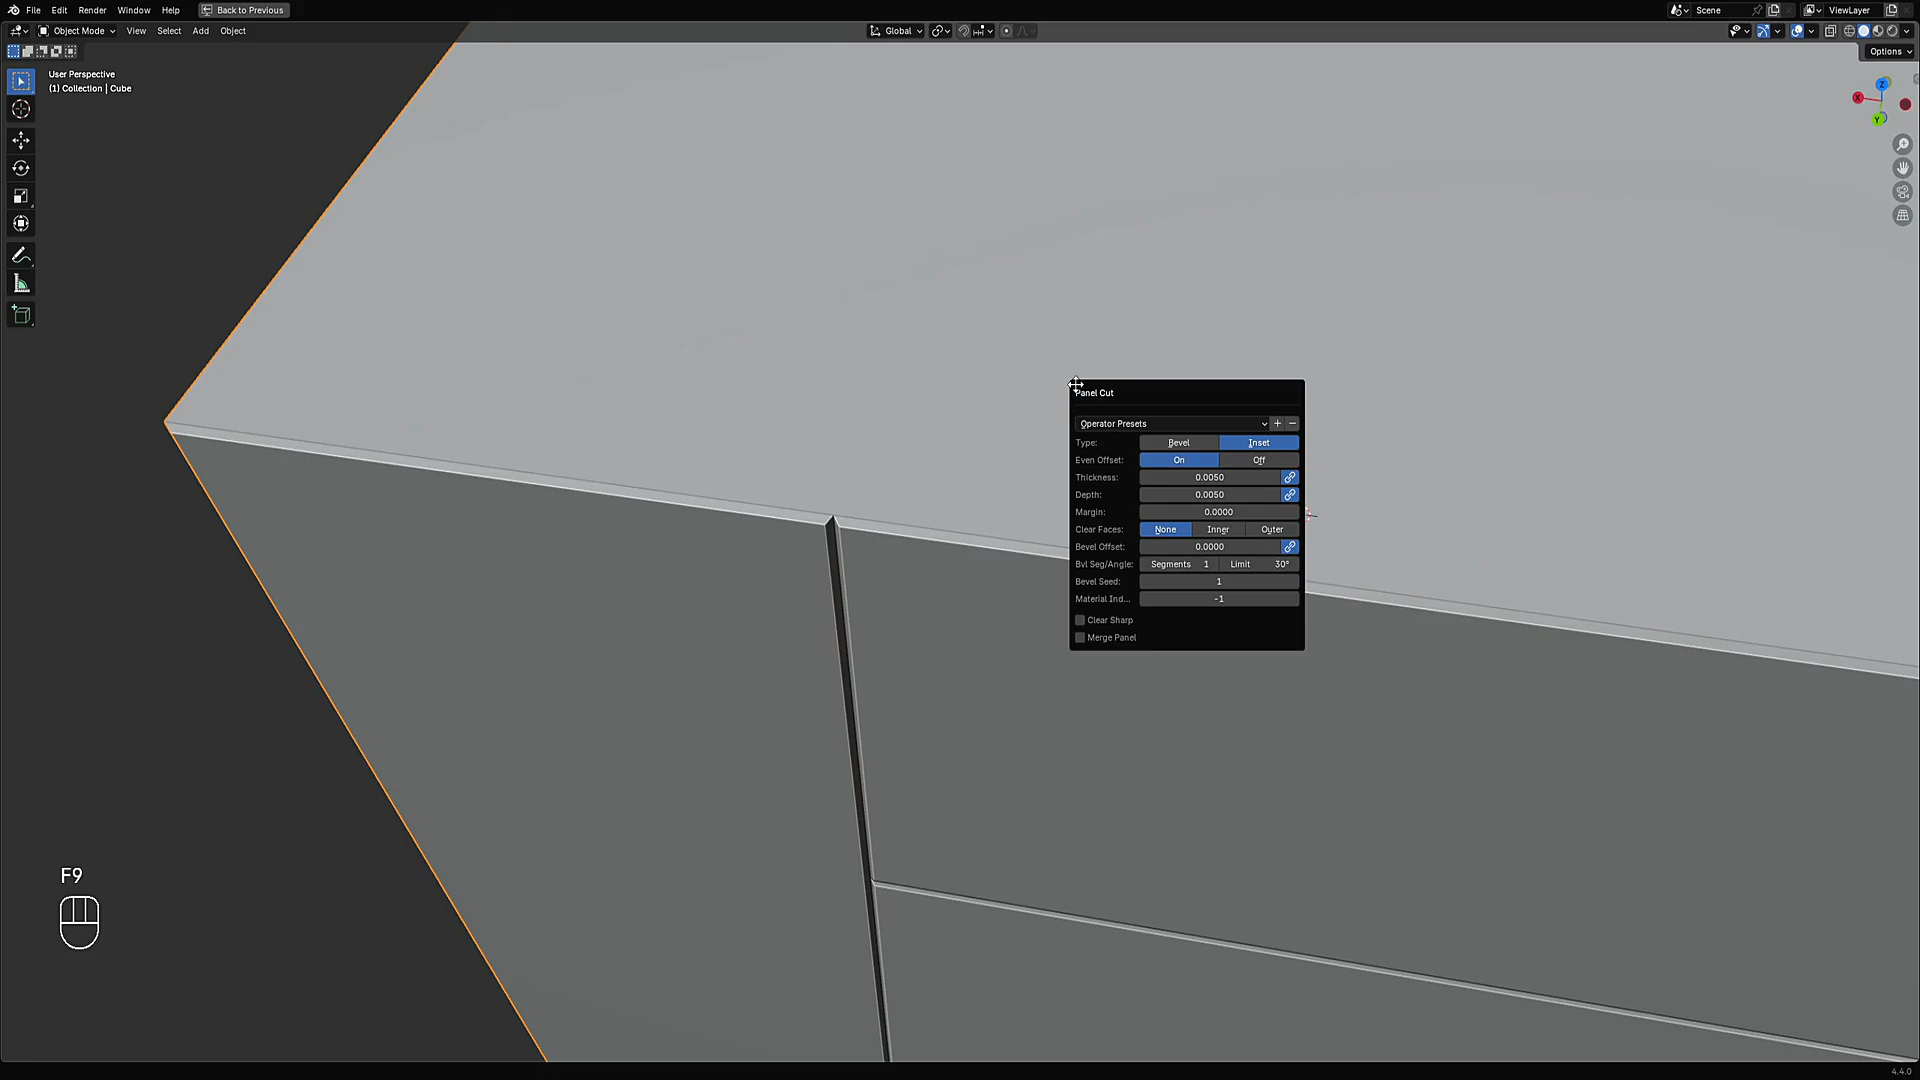 File Edit Render Window Help Back to Previous Scene ViewLayer
Object Mode View Select Add Object Global
Options
User Perspective
(1) Collection | Cube
Z
X
Y
Panel Cut
Operator Presets
Type: Bevel Inset
Even Offset: On Off
Thickness: 0.0050
Depth: 0.0050
Margin: 0.0000
Clear Faces: None Inner Outer
Bevel Offset: 0.0000
Bvl Seg/Angle: Segments 1 Limit 30°
Bevel Seed: 1
Material Ind... -1
Clear Sharp
Merge Panel
F9
4.4.0